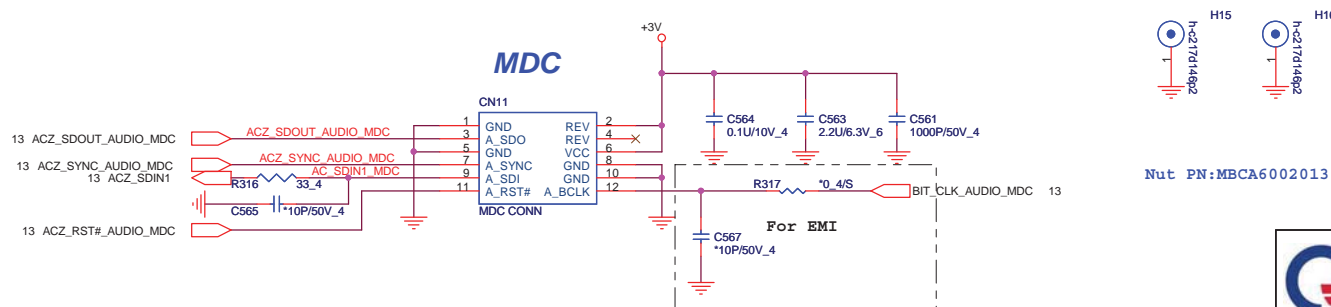 +3V
H15
H1
h-c217d146p2
h-c217d146p2
1
1
MDC
CN11
C564
0.1U/10V_4
C563
2.2U/6.3V_6
C561
1000P/50V_4
13 ACZ_SDOUT_AUDIO_MDC
ACZ_SDOUT_AUDIO_MDC
13 ACZ_SYNC_AUDIO_MDC
ACZ_SYNC_AUDIO_MDC
13 ACZ_SDIN1
AC_SDIN1_MDC
R316
33_4
C565
*10P/50V_4
13 ACZ_RST#_AUDIO_MDC
1 GND REV 2
3 A_SDO REV 4
5 GND VCC 6
7 A_SYNC GND 8
9 A_SDI GND 10
11 A_RST# A_BCLK 12
MDC CONN
R317
*0_4/S
BIT_CLK_AUDIO_MDC 13
For EMI
C567
*10P/50V_4
Nut PN:MBCA6002013